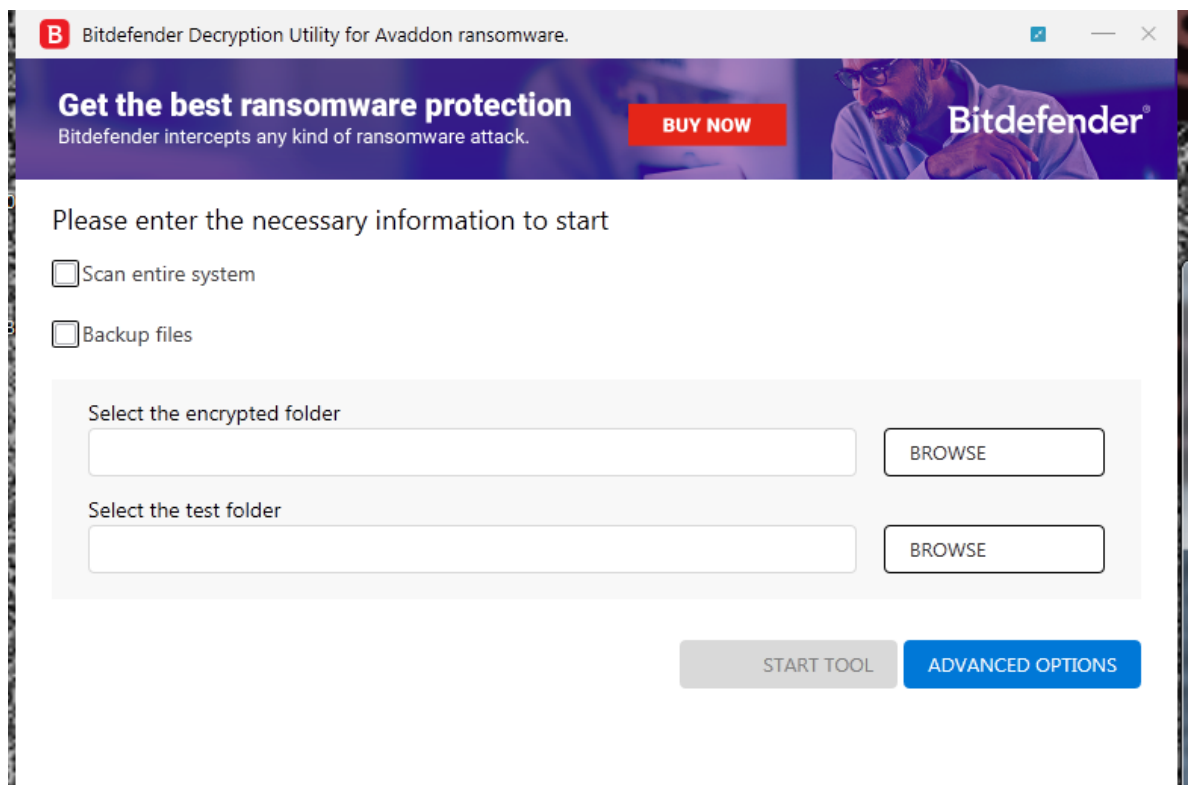 B Bitdefender Decryption Utility for Avaddon ransomware.
Get the best ransomware protection
Bitdefender intercepts any kind of ransomware attack.
BUY NOW
Bitdefender®
Please enter the necessary information to start
Scan entire system
Backup files
Select the encrypted folder
BROWSE
Select the test folder
BROWSE
START TOOL
ADVANCED OPTIONS